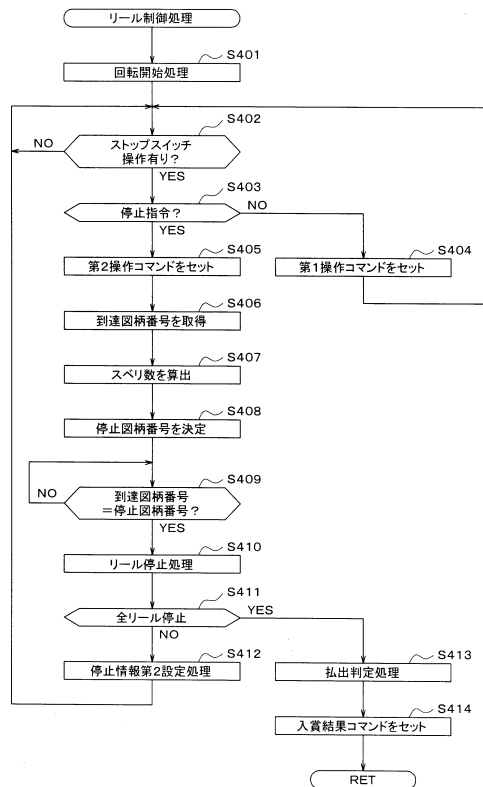 リール制御処理
S401
回転開始処理
S402
ストップスイッチ
操作有り?
NO
YES
S403
停止指令?
NO
YES
S404
第1操作コマンドをセット
S405
第2操作コマンドをセット
S406
到達図柄番号を取得
S407
スベリ数を算出
S408
停止図柄番号を決定
S409
到達図柄番号
=停止図柄番号?
NO
YES
S410
リール停止処理
S411
全リール停止
YES
NO
S412
停止情報第2設定処理
S413
払出判定処理
S414
入賞結果コマンドをセット
RET